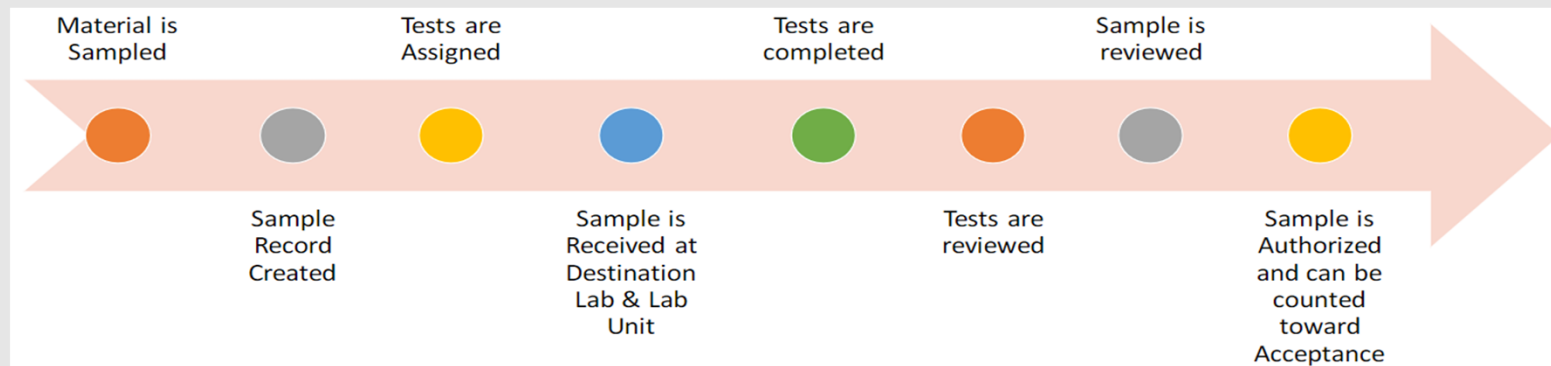 Material is
Sampled
Sample
Record
Created
Tests are
Assigned
Sample is
Received at
Destination
Lab & Lab
Unit
Tests are
completed
Tests are
reviewed
Sample is
reviewed
Sample is
Authorized
and can be
counted
toward
Acceptance